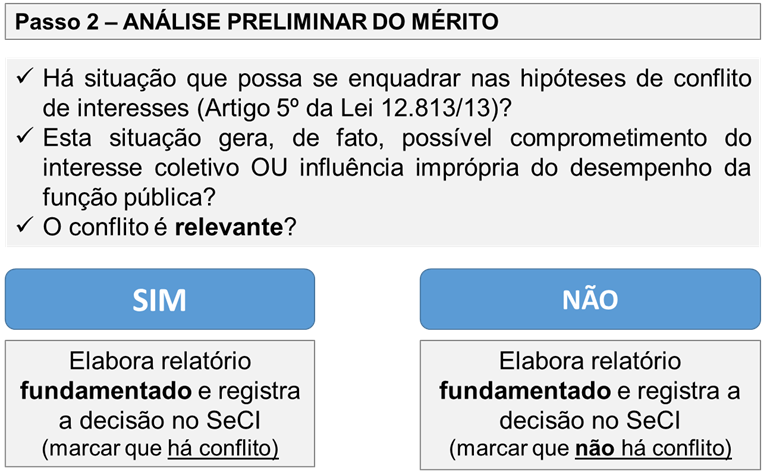 Passo 2 – ANÁLISE PRELIMINAR DO MÉRITO
✓ Há situação que possa se enquadrar nas hipóteses de conflito
de interesses (Artigo 5º da Lei 12.813/13)?
✓ Esta situação gera, de fato, possível comprometimento do
interesse coletivo OU influência imprópria do desempenho da
função pública?
✓ O conflito é relevante?
SIM
Elabora relatório
fundamentado e registra
a decisão no SeCI
(marcar que há conflito)
NÃO
Elabora relatório
fundamentado e registra a
decisão no SeCI
(marcar que não há conflito)